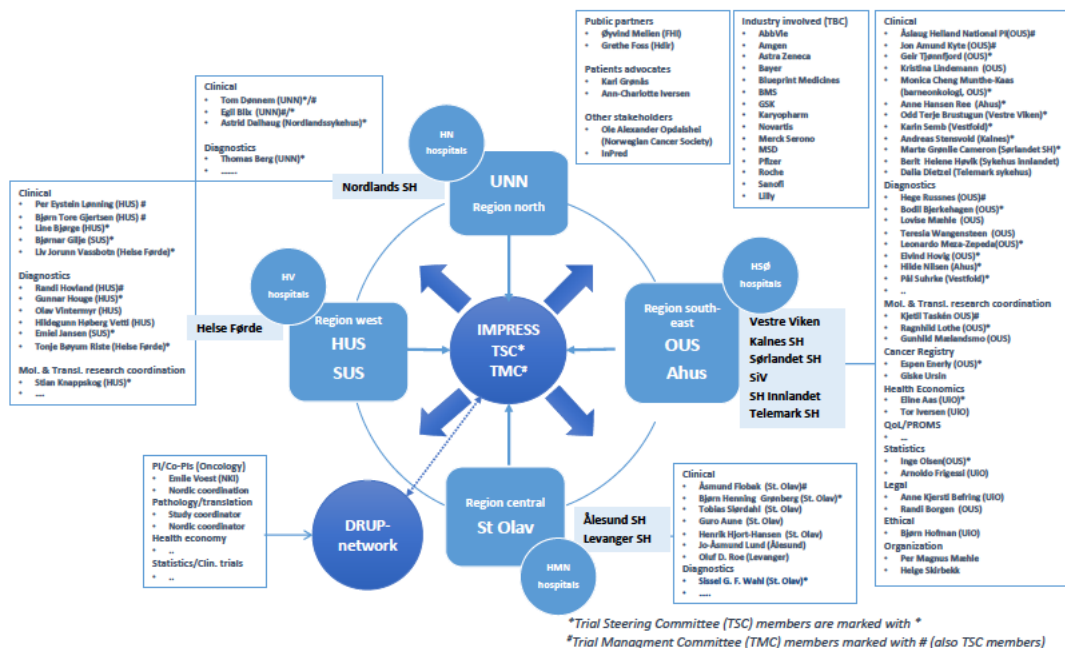 Public partners
• Øyvind Melien (FHI)
• Grethe Foss (Hdir)
Patients advocates
• Karl Grønås
• Ann-Charlotte Iversen
Other stakeholders
• Ole Alexander Opdalshei
(Norwegian Cancer Society)
• InPred
Industry involved (TBC)
• AbbVie
• Amgen
• Astra Zeneca
• Bayer
• Blueprint Medicines
• BMS
• GSK
• Karyopharm
• Novartis
• Merck Serono
• MSD
• Pfizer
• Roche
• Sanofi
• Lilly
Clinical
• Åslaug Helland National PI(OUS)#
• Jon Amund Kyte (OUS)#
• Geir Tjønnfjord (OUS)*
• Kristina Lindemann (OUS)
• Monica Cheng Munthe-Kaas
(barneonkologi, OUS)*
• Anne Hansen Ree (Ahus)*
• Odd Terje Brustugun (Vestre Viken)*
• Karin Semb (Vestfold)*
• Andreas Stensvold (Kalnes)*
• Marte Grønlie Cameron (Sørlandet SH)*
• Berit Helene Høvik (Sykehus innlandet)
• Dalia Dietzel (Telemark sykehus)
Diagnostics
• Hege Russnes (OUS)#
• Bodil Bjerkehagen (OUS)*
• Lovise Mæhle (OUS)
• Teresia Wangensteen (OUS)
• Leonardo Meza-Zepeda(OUS)*
• Eivind Hovig (OUS)*
• Hilde Nilsen (Ahus)*
• Pål Suhrke (Vestfold)*
• ..
Mol. & Transl. research coordination
• Kjetil Taskén OUS)#
• Ragnhild Lothe (OUS)*
• Gunhild Mælandsmo (OUS)
Cancer Registry
• Espen Enerly (OUS)*
• Giske Ursin
Health Economics
• Eline Aas (UiO)*
• Tor Iversen (UiO)
QoL/PROMS
• ...
Statistics
• Inge Olsen(OUS)*
• Arnoldo Frigessi (UiO)
Legal
• Anne Kjersti Befring (UiO)
• Randi Borgen (OUS)
Ethical
• Bjørn Hofman (UiO)
Organization
• Per Magnus Mæhle
• Helge Skirbekk
Clinical
• Tom Dønnem (UNN)*/#
• Egil Blix (UNN)#/*
• Astrid Dalhaug (Nordlandssykehus)*
Diagnostics
• Thomas Berg (UNN)*
• .....
HN
hospitals
Nordlands SH
UNN
Region north
Clinical
• Per Eystein Lønning (HUS) #
• Bjørn Tore Gjertsen (HUS) #
• Line Bjørge (HUS)*
• Bjørnar Gilje (SUS)*
• Liv Jorunn Vassbotn (Helse Førde)*
Diagnostics
• Randi Hovland (HUS)#
• Gunnar Houge (HUS)*
• Olav Vintermyr (HUS)
• Hildegunn Høberg Vetti (HUS)
• Emiel Jansen (SUS)*
• Tonje Bøyum Riste (Helse Førde)*
Mol. & Transl. research coordination
• Stian Knappskog (HUS)*
• ....
HV
hospitals
Helse Førde
Region west
HUS
SUS
IMPRESS
TSC*
TMC#
HSØ
hospitals
Region south-
east
OUS
Ahus
Vestre Viken
Kalnes SH
Sørlandet SH
SiV
SH Innlandet
Telemark SH
PI/Co-PIs (Oncology)
• Emile Voest (NKI)
• Nordic coordination
Pathology/translation
• Study coordinator
• Nordic coordinator
Health economy
• ..
Statistics/Clin. trials
• ..
DRUP-
network
Region central
St Olav
Ålesund SH
Levanger SH
HMN
hospitals
Clinical
• Åsmund Flobak (St. Olav)#
• Bjørn Henning Grønberg (St. Olav)*
• Tobias Slørdahl (St. Olav)
• Guro Aune (St. Olav)
• Henrik Hjort-Hansen (St. Olav)
• Jo-Åsmund Lund (Ålesund)
• Oluf D. Roe (Levanger)
Diagnostics
• Sissel G. F. Wahl (St. Olav)*
• .....
*Trial Steering Committee (TSC) members are marked with *
#Trial Managment Committee (TMC) members marked with # (also TSC members)